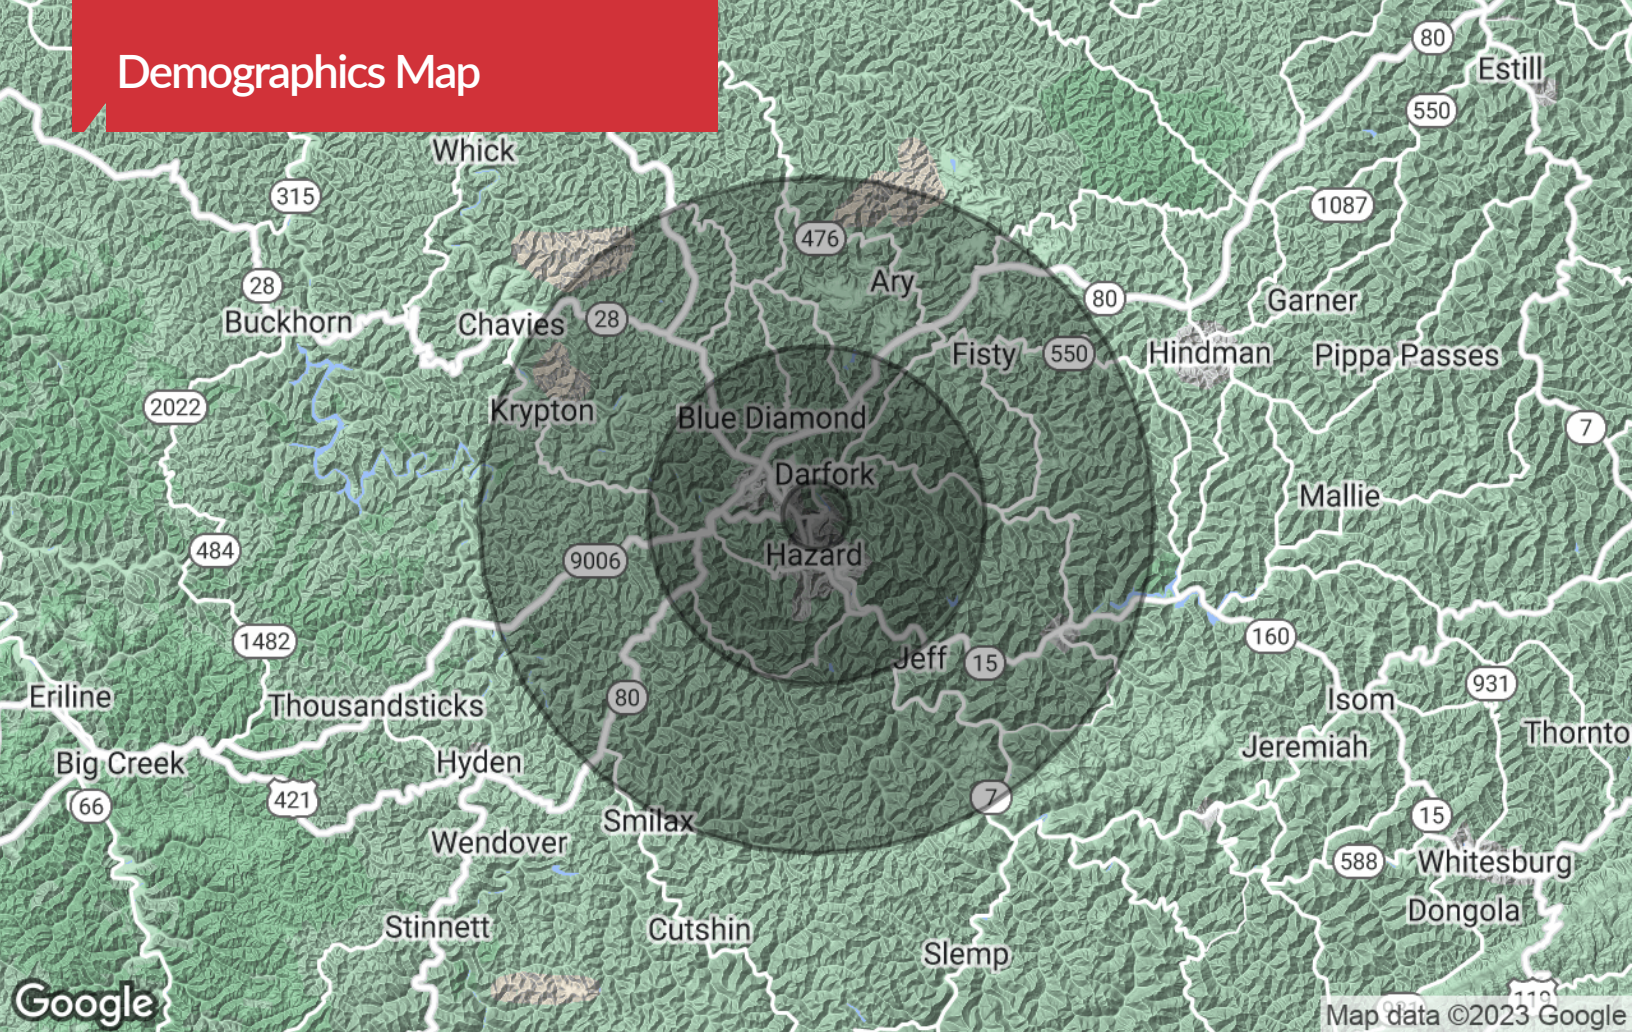 Demographics Map
80
Estill
550
Whick
315
1087
476
28
Ary
80
Garner
Buckhorn
Chavies
28
Fisty
550
Hindman
Pippa Passes
2022
Krypton
Blue Diamond
7
Darfork
Mallie
484
9006
Hazard
1482
160
Jeff
15
931
Eriline
Thousandsticks
80
Isom
Thornto
Big Creek
Hyden
Jeremiah
66
421
7
15
Smilax
Wendover
588
Whitesburg
Dongola
Stinnett
Cutshin
Slemp
Google
931
119
Map data ©2023 Google